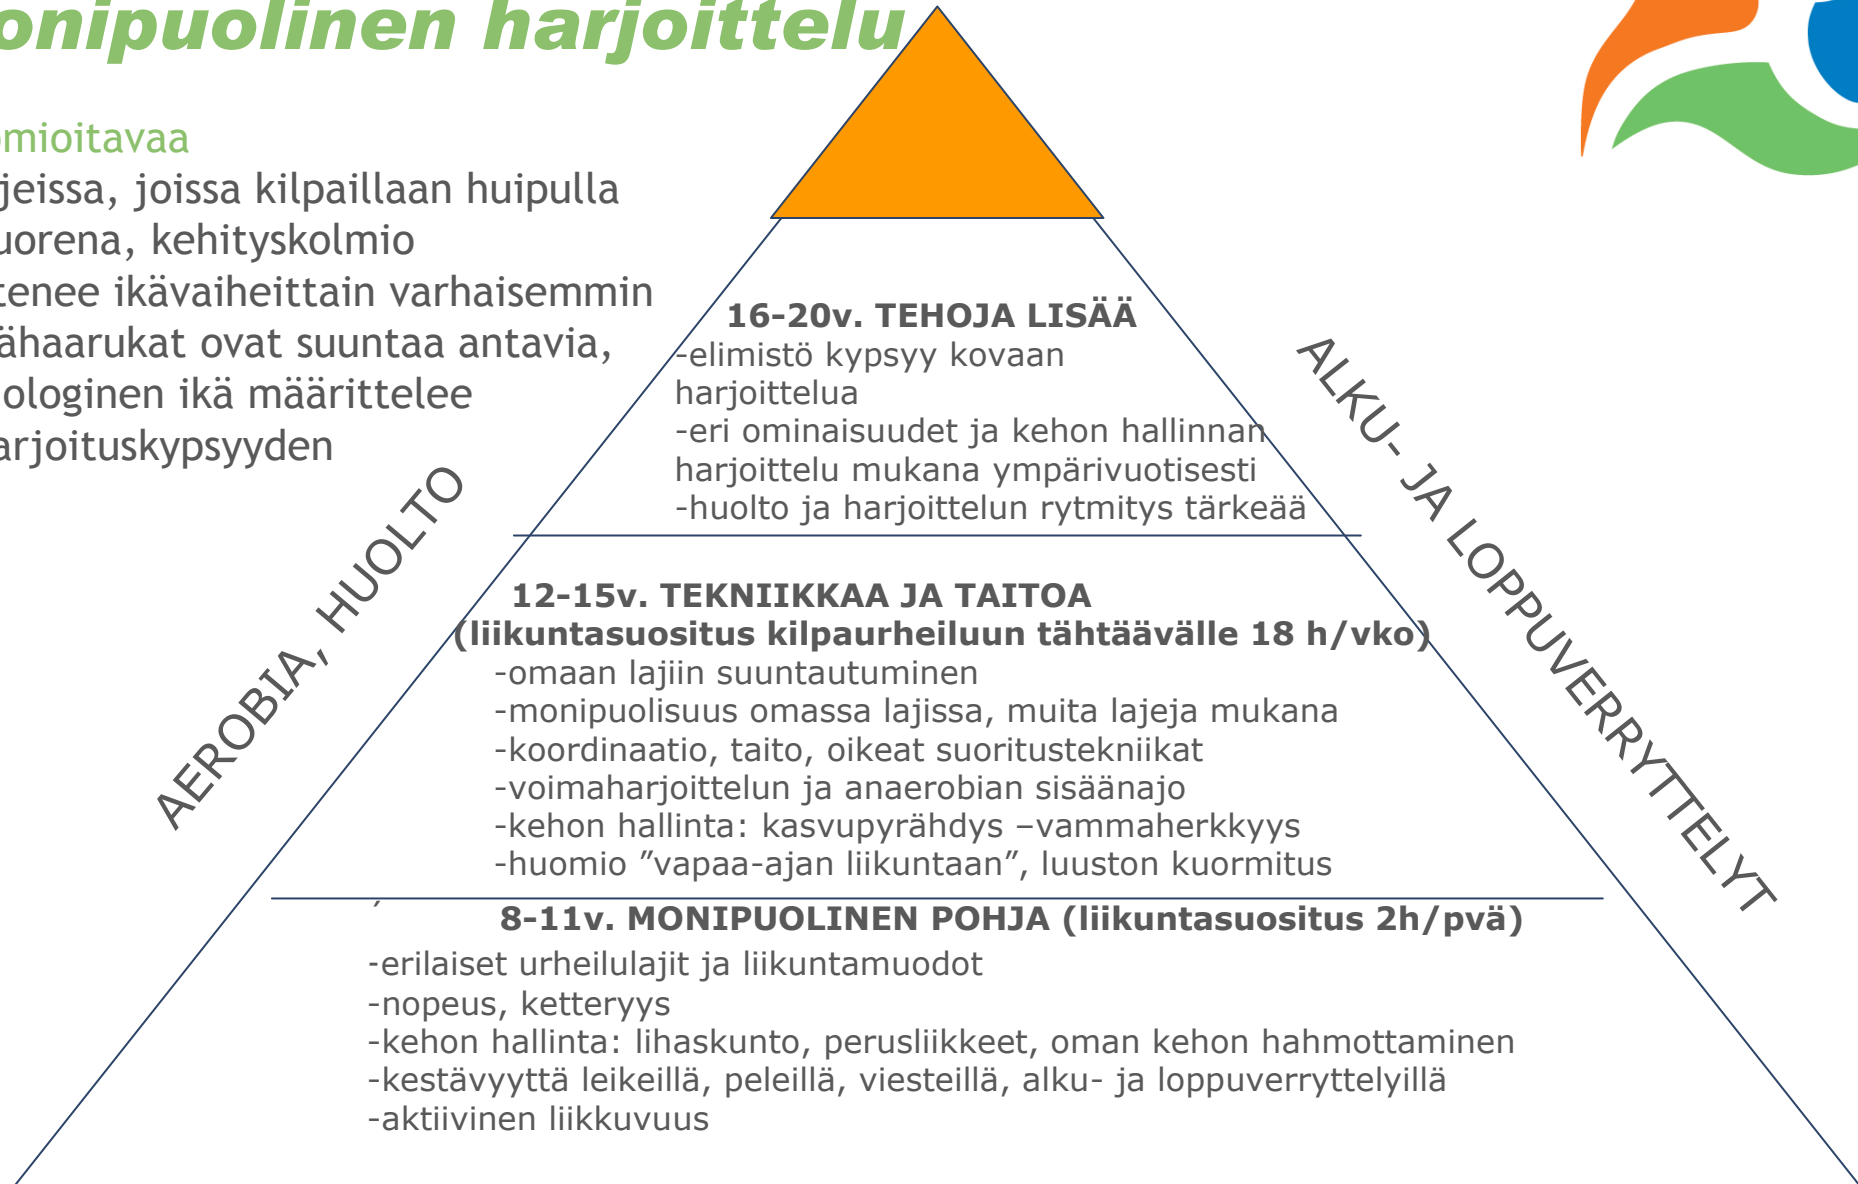 onipuolinen harjoittelu
omioitavaa
jeissa, joissa kilpaillaan huipulla
uorena, kehityskolmio
tenee ikävaiheittain varhaisemmin
ähaarukat ovat suuntaa antavia,
ologinen ikä määrittelee
arjoituskypsyyden
AEROBIA, HUOLTO
ALKU- JA LOPPUVERRYTTELYT
16-20v. TEHOJA LISÄÄ
-elimistö kypsyy kovaan
harjoittelua
-eri ominaisuudet ja kehon hallinnan
harjoittelu mukana ympärivuotisesti
-huolto ja harjoittelun rytmitys tärkeää
12-15v. TEKNIIKKAA JA TAITOA
(liikuntasuositus kilpaurheiluun tähtäävälle 18 h/vko)
-omaan lajiin suuntautuminen
-monipuolisuus omassa lajissa, muita lajeja mukana
-koordinaatio, taito, oikeat suoritustekniikat
-voimaharjoittelun ja anaerobian sisäänajo
-kehon hallinta: kasvupyrähdys –vammaherkkyys
-huomio ”vapaa-ajan liikuntaan”, luuston kuormitus
8-11v. MONIPUOLINEN POHJA (liikuntasuositus 2h/pvä)
-erilaiset urheilulajit ja liikuntamuodot
-nopeus, ketteryys
-kehon hallinta: lihaskunto, perusliikkeet, oman kehon hahmottaminen
-kestävyyttä leikeillä, peleillä, viesteillä, alku- ja loppuverryttelyillä
-aktiivinen liikkuvuus